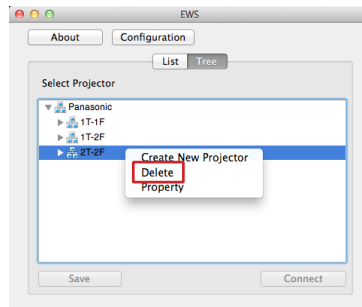 EWS
About Configuration
List Tree
Select Projector
Panasonic
1T-1F
1T-2F
2T-2F
Create New Projector
Delete
Property
Save Connect